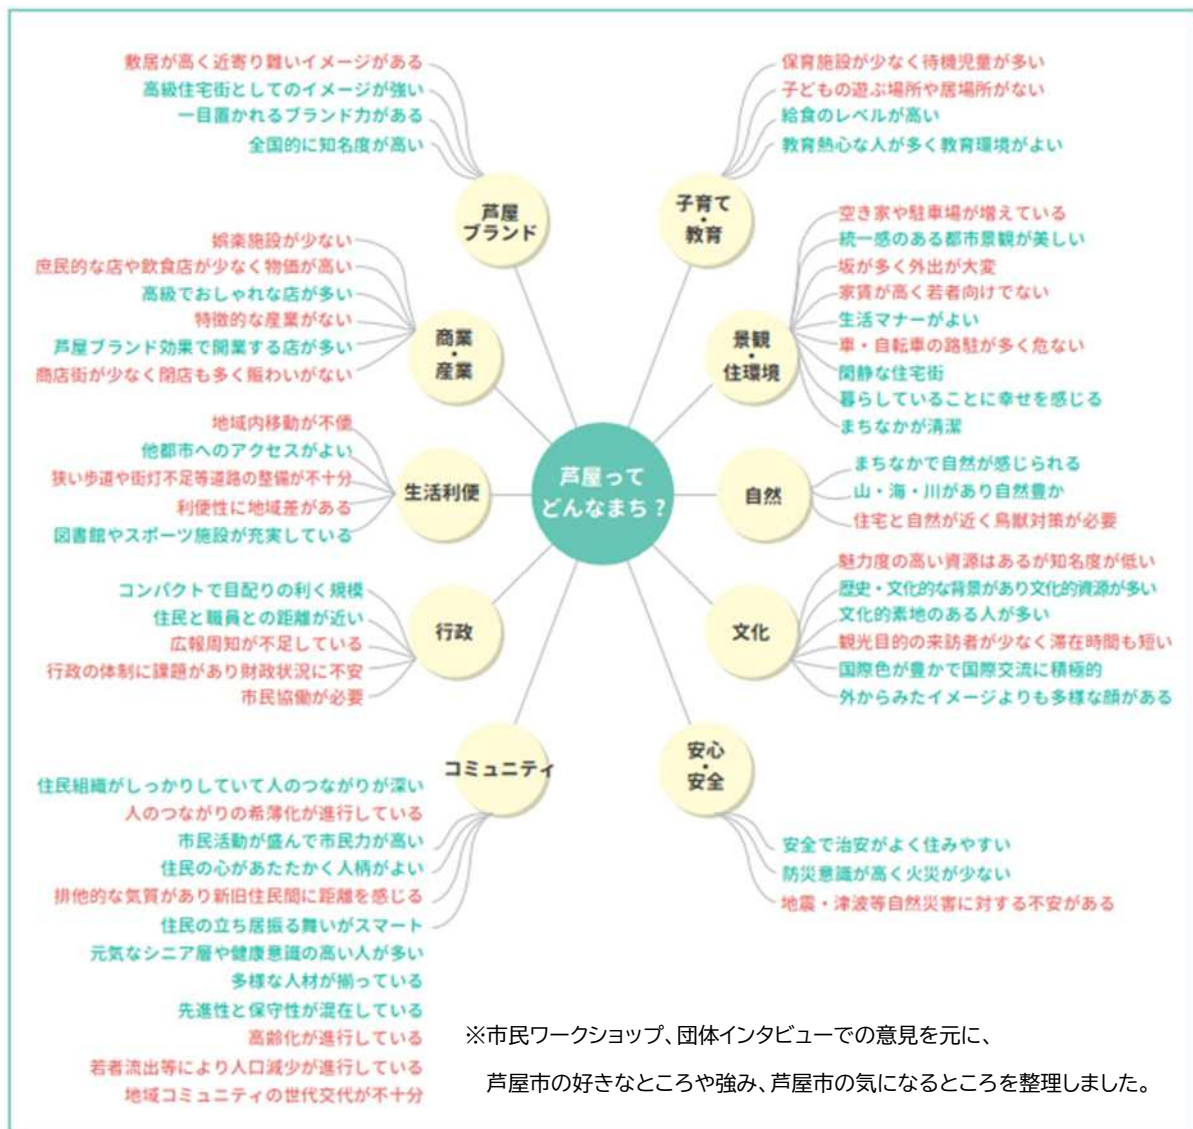 敷居が高く近寄り難いイメージがある
高級住宅街としてのイメージが強い
一目置かれるブランド力がある
全国的に知名度が高い
芦屋
ブランド
保育施設が少なく待機児童が多い
子どもの遊ぶ場所や居場所がない
給食のレベルが高い
教育熱心な人が多く教育環境がよい
子育て
・
教育
娯楽施設が少ない
庶民的な店や飲食店が少なく物価が高い
高級でおしゃれな店が多い
特徴的な産業がない
芦屋ブランド効果で開業する店が多い
商店街が少なく閉店も多く賑わいがない
商業
・
産業
空き家や駐車場が増えている
統一感のある都市景観が美しい
坂が多く外出が大変
家賃が高く若者向けでない
生活マナーがよい
車・自転車の路駐が多く危ない
閑静な住宅街
暮らしていることに幸せを感じる
まちなかが清潔
景観
・
住環境
地域内移動が不便
他都市へのアクセスがよい
狭い歩道や街灯不足等道路の整備が不十分
利便性に地域差がある
図書館やスポーツ施設が充実している
生活利便
芦屋って
どんなまち？
自然
まちなかで自然が感じられる
山・海・川があり自然豊か
住宅と自然が近く鳥獣対策が必要
コンパクトで目配りの利く規模
住民と職員との距離が近い
広報周知が不足している
行政の体制に課題があり財政状況に不安
市民協働が必要
行政
文化
魅力度の高い資源はあるが知名度が低い
歴史・文化的な背景があり文化的資源が多い
文化的素地のある人が多い
観光目的の来訪者が少なく滞在時間も短い
国際色が豊かで国際交流に積極的
外からみたイメージよりも多様な顔がある
コミュニティ
住民組織がしっかりしていて人のつながりが深い
人のつながりの希薄化が進行している
市民活動が盛んで市民力が高い
住民の心があたたかく人柄がよい
排他的な気質があり新旧住民間に距離を感じる
住民の立ち居振る舞いがスマート
元気なシニア層や健康意識の高い人が多い
多様な人材が揃っている
先進性と保守性が混在している
高齢化が進行している
若者流出等により人口減少が進行している
地域コミュニティの世代交代が不十分
安心
・
安全
安全で治安がよく住みやすい
防災意識が高く火災が少ない
地震・津波等自然災害に対する不安がある
※市民ワークショップ、団体インタビューでの意見を元に、
芦屋市の好きなところや強み、芦屋市の気になるところを整理しました。